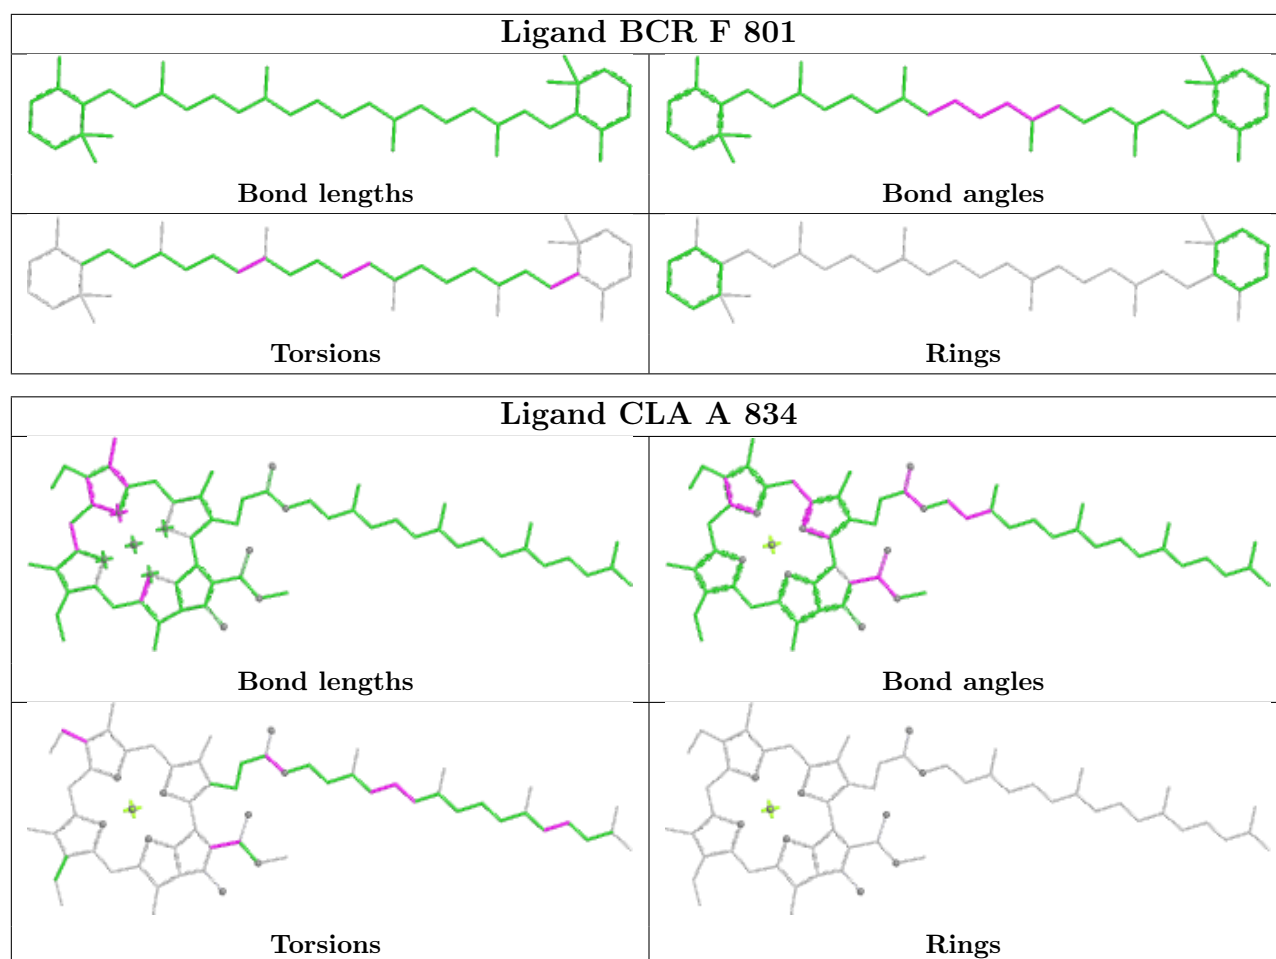 Ligand BCR F 801
Bond lengths
Bond angles
Torsions
Rings
Ligand CLA A 834
Bond lengths
Bond angles
Torsions
Rings